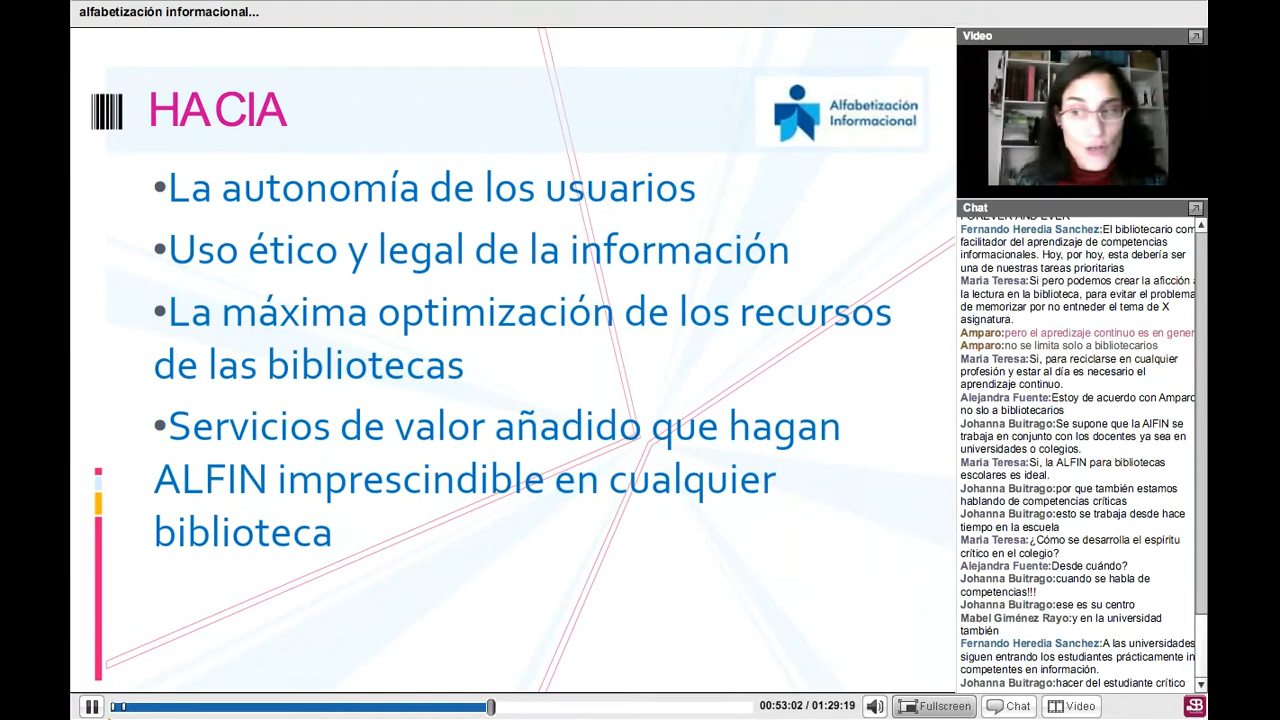 alfabetización informacional...
HACIA
Alfabetización
Informacional
•La autonomía de los usuarios
•Uso ético y legal de la información
•La máxima optimización de los recursos
de las bibliotecas
•Servicios de valor añadido que hagan
ALFIN imprescindible en cualquier
biblioteca
Video
Chat
FOREVER AND EVER
Fernando Heredia Sanchez:El bibliotecario com
facilitador del aprendizaje de competencias
informacionales. Hoy, por hoy, esta debería ser
una de nuestras tareas prioritarias
Maria Teresa:Si pero podemos crear la aficción a
la lectura en la biblioteca, para evitar el problema
de memorizar por no entneder el tema de X
asignatura.
Amparo:pero el apredizaje continuo es en gener
Amparo:no se limita solo a bibliotecarios
Maria Teresa:Si, para reciclarse en cualquier
profesión y estar al día es necesario el
aprendizaje continuo.
Alejandra Fuente:Estoy de acuerdo con Amparo
no slo a bibliotecarios
Johanna Buitrago:Se supone que la AlFIN se
trabaja en conjunto con los docentes ya sea en
universidades o colegios.
Maria Teresa:Si, la ALFIN para bibliotecas
escolares es ideal.
Johanna Buitrago:por que también estamos
hablando de competencias críticas
Johanna Buitrago:esto se trabaja desde hace
tiempo en la escuela
Maria Teresa:¿Cómo se desarrolla el espíritu
crítico en el colegio?
Alejandra Fuente:Desde cuándo?
Johanna Buitrago:cuando se habla de
competencias!!!
Johanna Buitrago:ese es su centro
Mabel Giménez Rayo:y en la universidad
también
Fernando Heredia Sanchez:A las universidades
siguen entrando los estudiantes prácticamente in
competentes en información.
Johanna Buitrago:hacer del estudiante crítico
00:53:02 / 01:29:19
Fullscreen
Chat
Video
SB